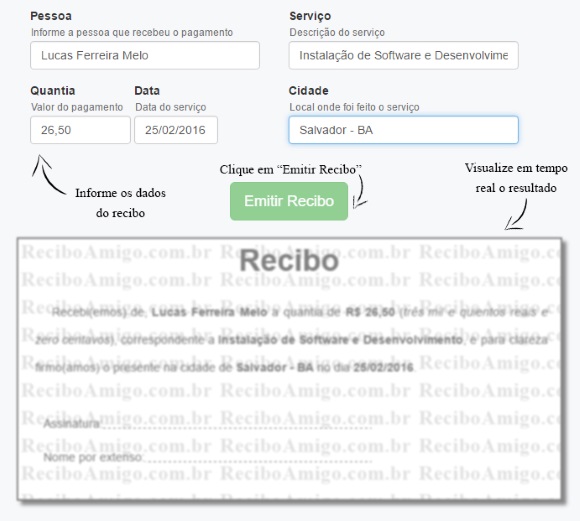 Pessoa
Informe a pessoa que recebeu o pagamento
Lucas Ferreira Melo
Serviço
Descrição do serviço
Instalação de Software e Desenvolvime
Quantia
Valor do pagamento
26,50
Data
Data do serviço
25/02/2016
Cidade
Local onde foi feito o serviço
Salvador - BA
Informe os dados
do recibo
Clique em “Emitir Recibo”
Emitir Recibo
Visualize em tempo
real o resultado
ReciboAmigo.com.br ReciboAmigo.com.br ReciboAmigo.c
Recibo
Recebi(emos) de, Lucas Ferreira Melo a quantia de R$ 26,50 (três mil e quientos reais e
zero centavos), correspondente a Instalação de Software e Desenvolvimento, e para clareza
firmo(amos) o presente na cidade de Salvador - BA no dia 25/02/2016.
Assinatura:
Nome por extenso: